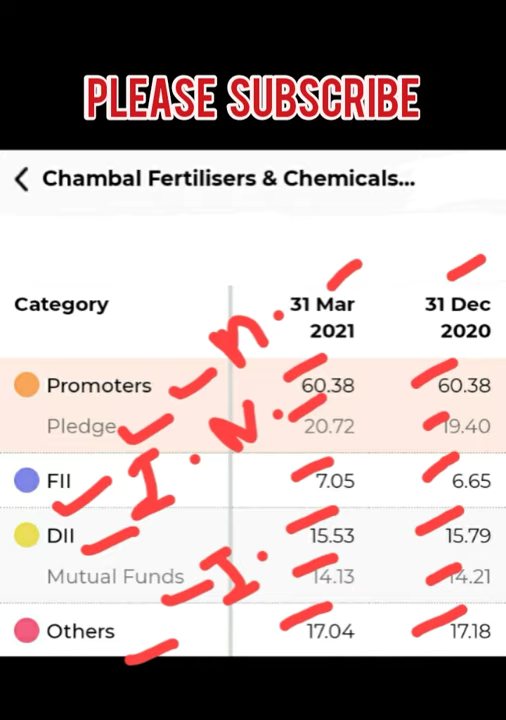 PLEASE SUBSCRIBE
Chambal Fertilisers & Chemicals...
Category 31 Mar 2021 31 Dec 2020
Promoters 60.38 60.38
Pledge 20.72 19.40
FII 7.05 6.65
DII 15.53 15.79
Mutual Funds 14.13 14.21
Others 17.04 17.18
I. I. N. n.